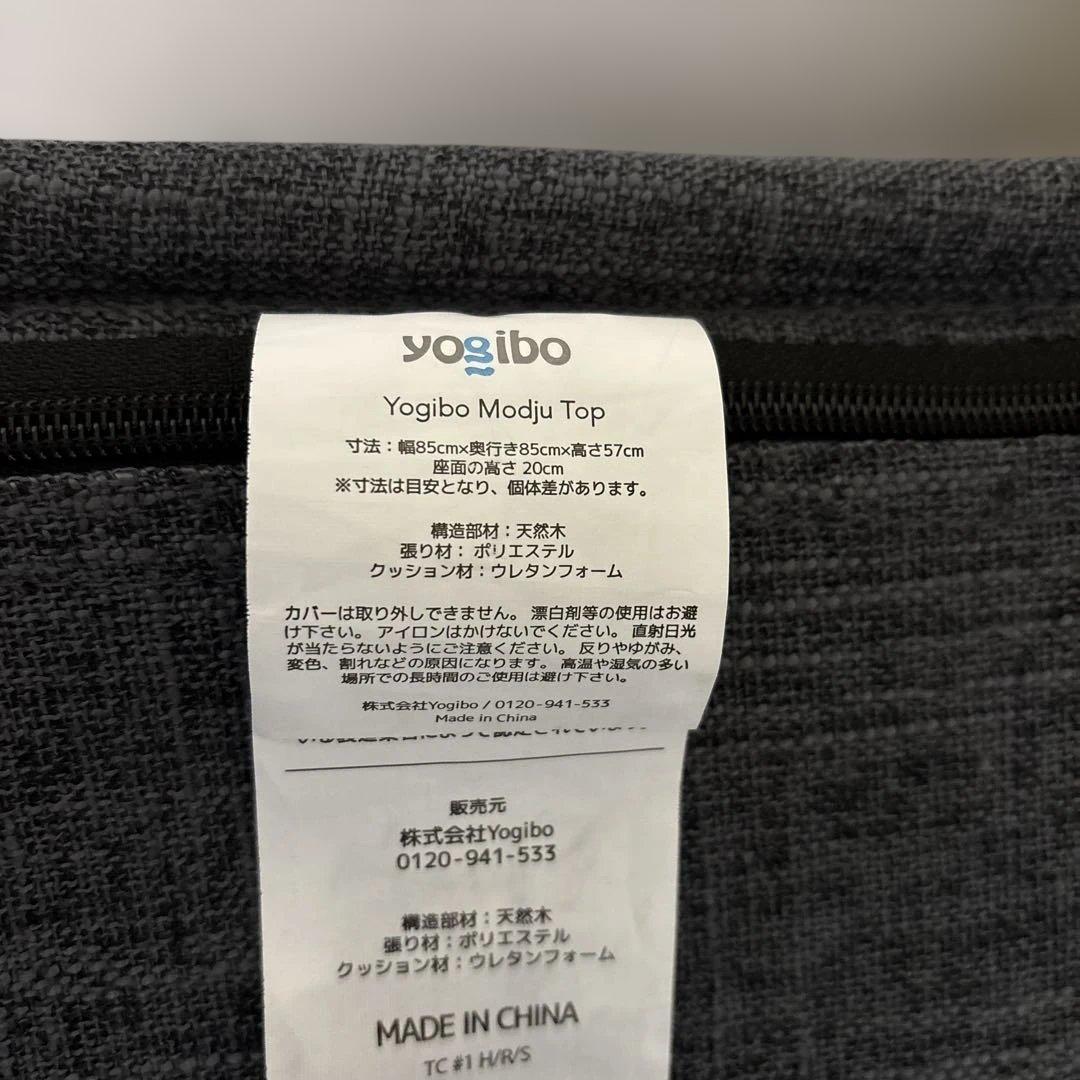 yogibo
Yogibo Modju Top
寸法：幅85cm×奥行き85cm×高さ57cm
座面の高さ 20cm
※寸法は目安となり、個体差があります。
構造部材：天然木
張り材：ポリエステル
クッション材：ウレタンフォーム
カバーは取り外しできません。漂白剤等の使用はお避
け下さい。アイロンはかけないでください。直射日光
が当たらないようにご注意ください。反りやゆがみ、
変色、割れなどの原因になります。高温や湿気の多い
場所での長時間のご使用は避け下さい。
株式会社Yogibo / 0120-941-533
Made in China
販売元
株式会社Yogibo
0120-941-533
構造部材：天然木
張り材：ポリエステル
クッション材：ウレタンフォーム
MADE IN CHINA
TC #1 H/R/S